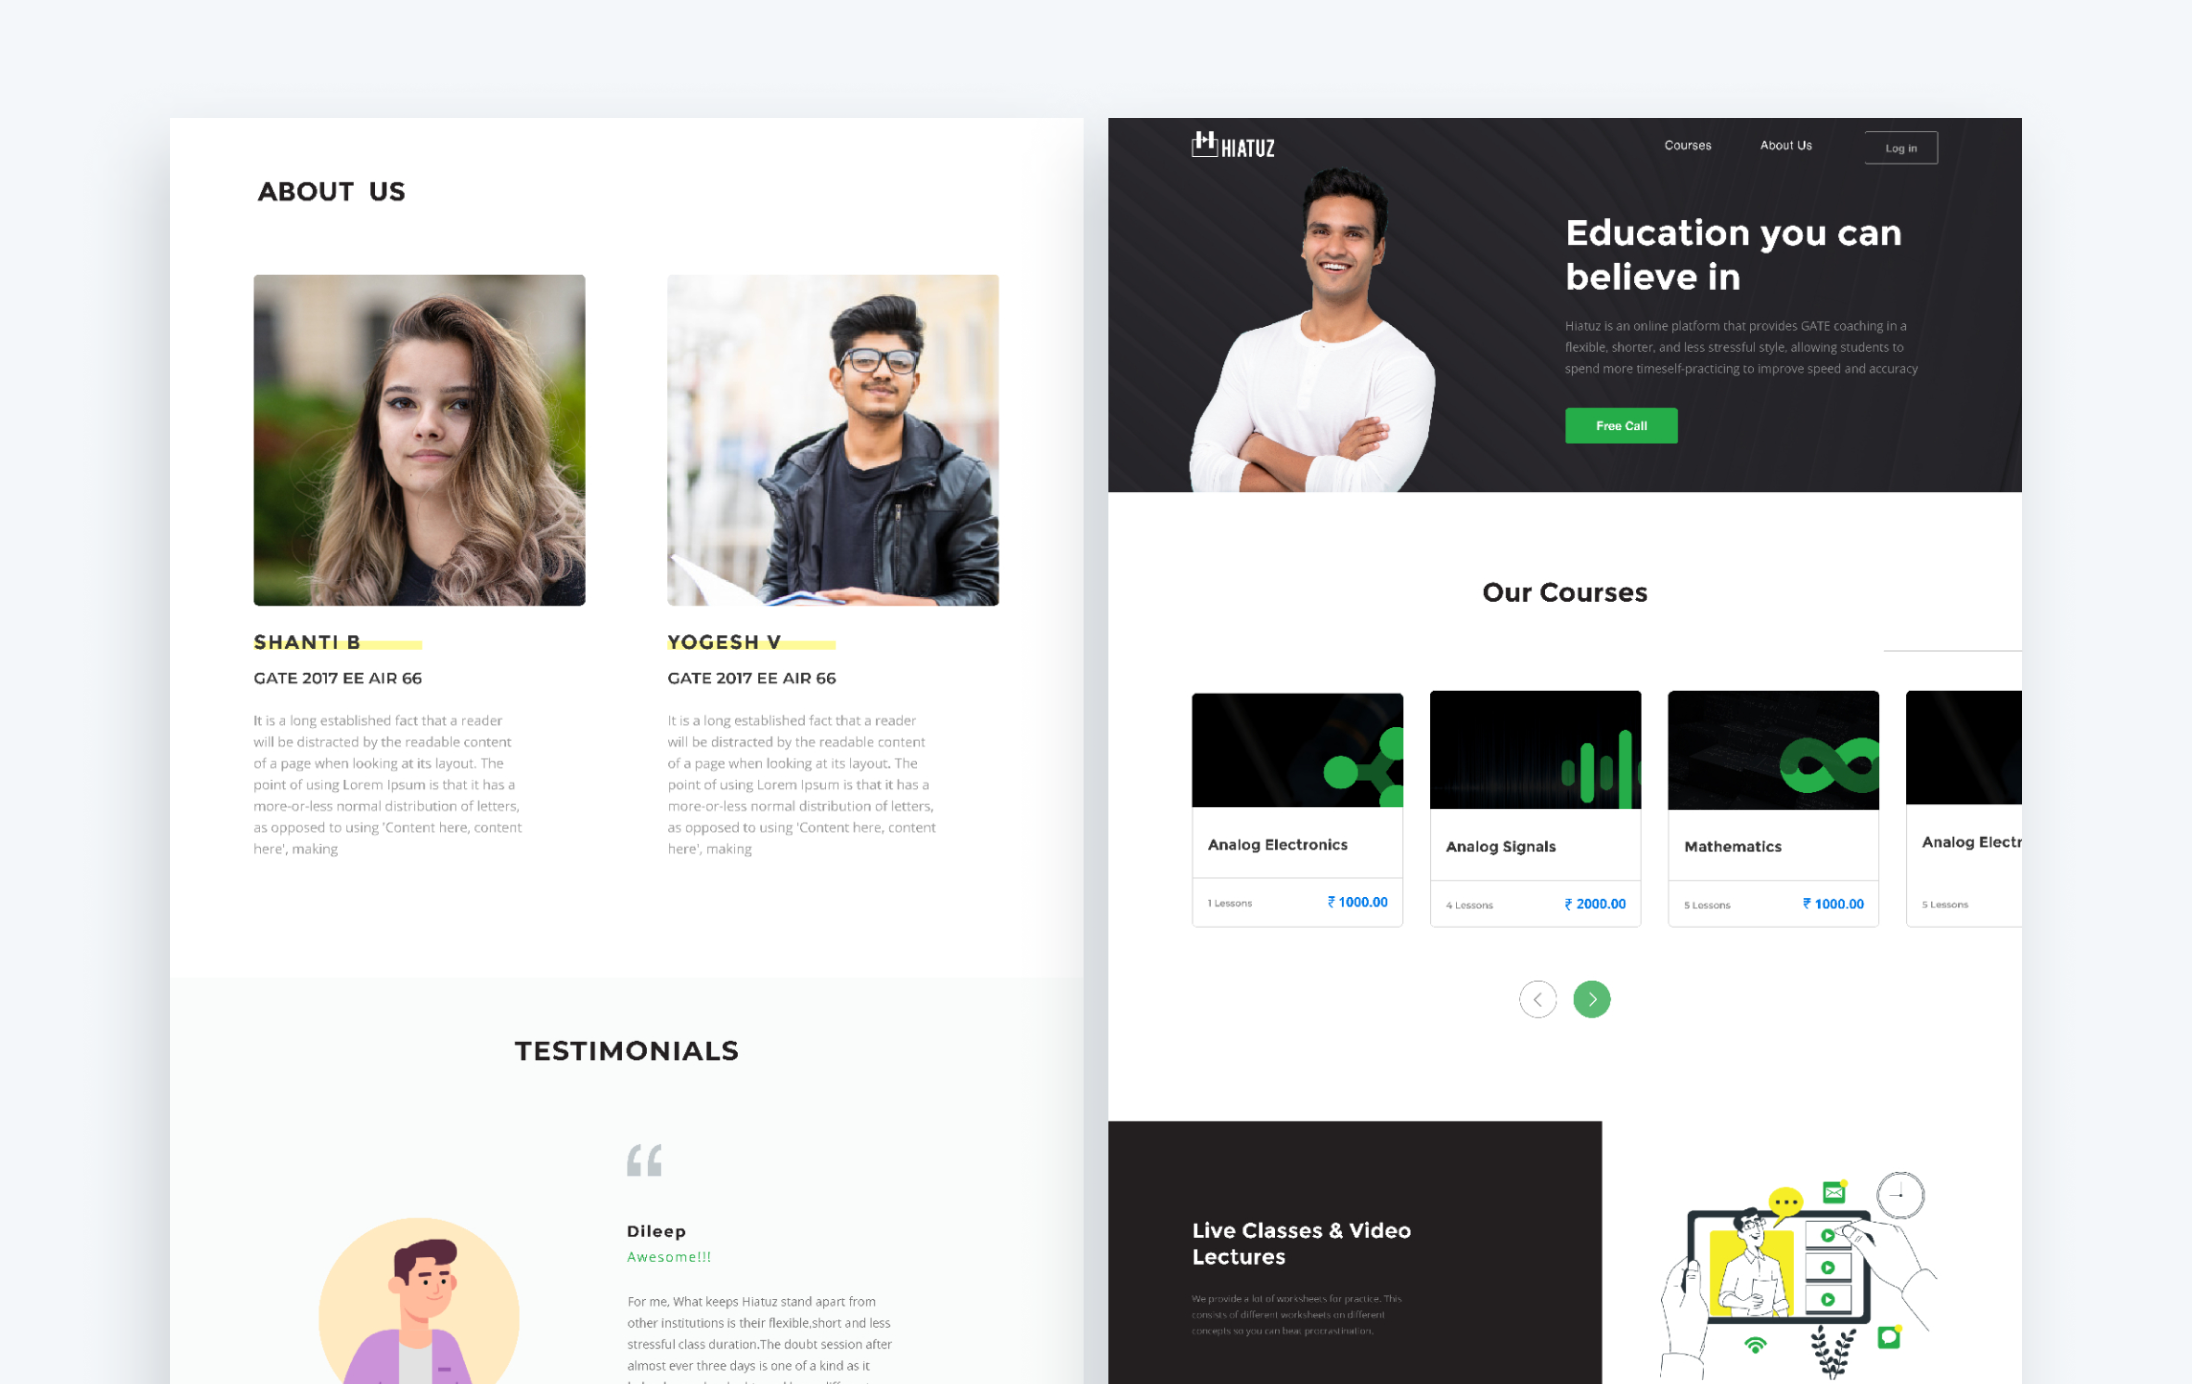 ABOUT US
SHANTI B
GATE 2017 EE AIR 66
It is a long established fact that a reader
will be distracted by the readable content
of a page when looking at its layout. The
point of using Lorem Ipsum is that it has a
more-or-less normal distribution of letters,
as opposed to using 'Content here, content
here', making
YOGESH V
GATE 2017 EE AIR 66
It is a long established fact that a reader
will be distracted by the readable content
of a page when looking at its layout. The
point of using Lorem Ipsum is that it has a
more-or-less normal distribution of letters,
as opposed to using 'Content here, content
here', making
TESTIMONIALS
“
Dileep
Awesome!!!
For me, What keeps Hiatuz stand apart from
other institutions is their flexible,short and less
stressful class duration.The doubt session after
almost ever three days is one of a kind as it
HIATUZ
Courses
About Us
Log in
Education you can
believe in
Hiatuz is an online platform that provides GATE coaching in a
flexible, shorter, and less stressful style, allowing students to
spend more timeself-practicing to improve speed and accuracy
Free Call
Our Courses
Analog Electronics
1 Lessons
₹ 1000.00
Analog Signals
4 Lessons
₹ 2000.00
Mathematics
5 Lessons
₹ 1000.00
Analog Electr
5 Lessons
Live Classes & Video
Lectures
We provide a lot of worksheets for practice. This
consists of different worksheets on different
concepts so you can beat procrastination.